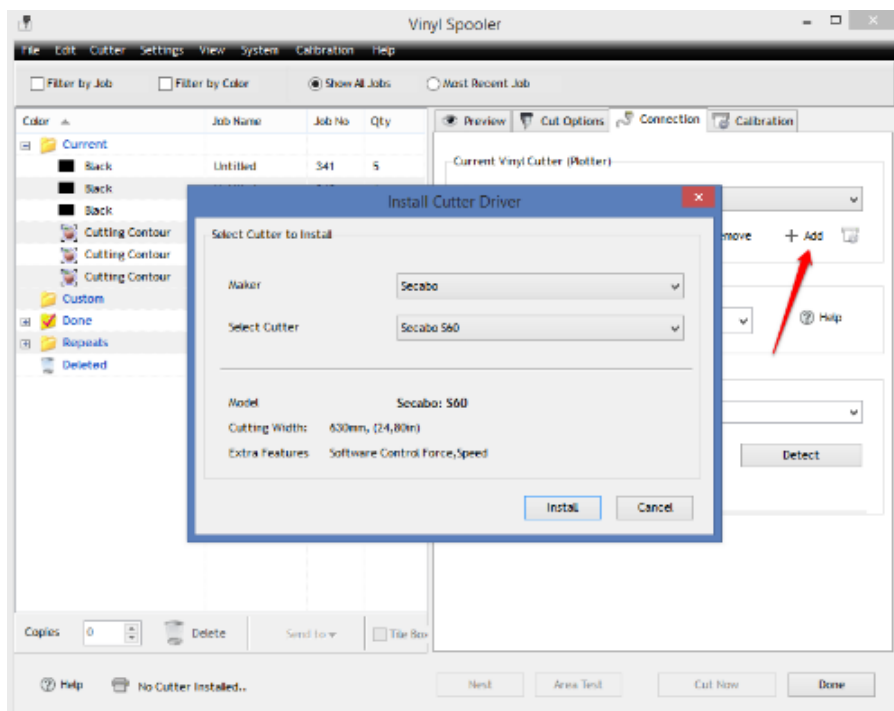 Vinyl Spooler
File Edit Cutter Settings View System Calibration Help
Filter by Job Filter by Color Show All Jobs Most Recent Job
Color Job Name Job No Qty
Preview Cut Options Connection Calibration
Current
Current Vinyl Cutter (Plotter)
Black Untitled 341 5
Black
Black
Cutting Contour
Cutting Contour
Cutting Contour
Custom
Done
Repeats
Deleted
Add
Help
Detect
Install Cutter Driver
Select Cutter to Install
Maker Secabo
Select Cutter Secabo S60
Model Secabo: S60
Cutting Width: 630mm, (24,80in)
Extra Features Software Control Force,Speed
Install Cancel
Copies 0 Delete Send to Tile
Help No Cutter Installed..
Nest Area Test Cut Now Done